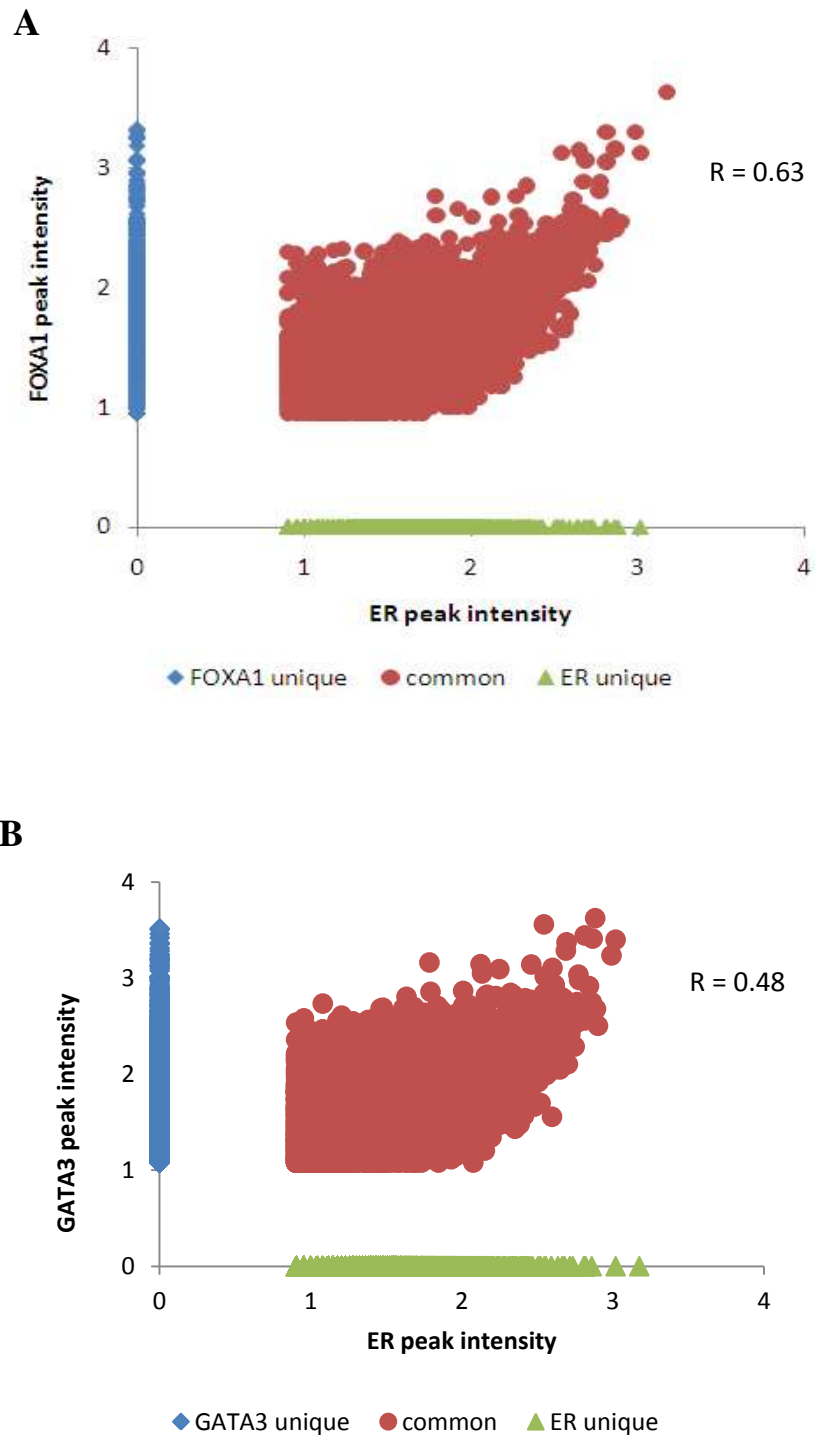 A
4
3
2
1
0
FOXA1 peak intensity
R = 0.63
0 1 2 3 4
ER peak intensity
FOXA1 unique common ER unique
B
4
3
2
1
0
GATA3 peak intensity
R = 0.48
0 1 2 3 4
ER peak intensity
GATA3 unique common ER unique